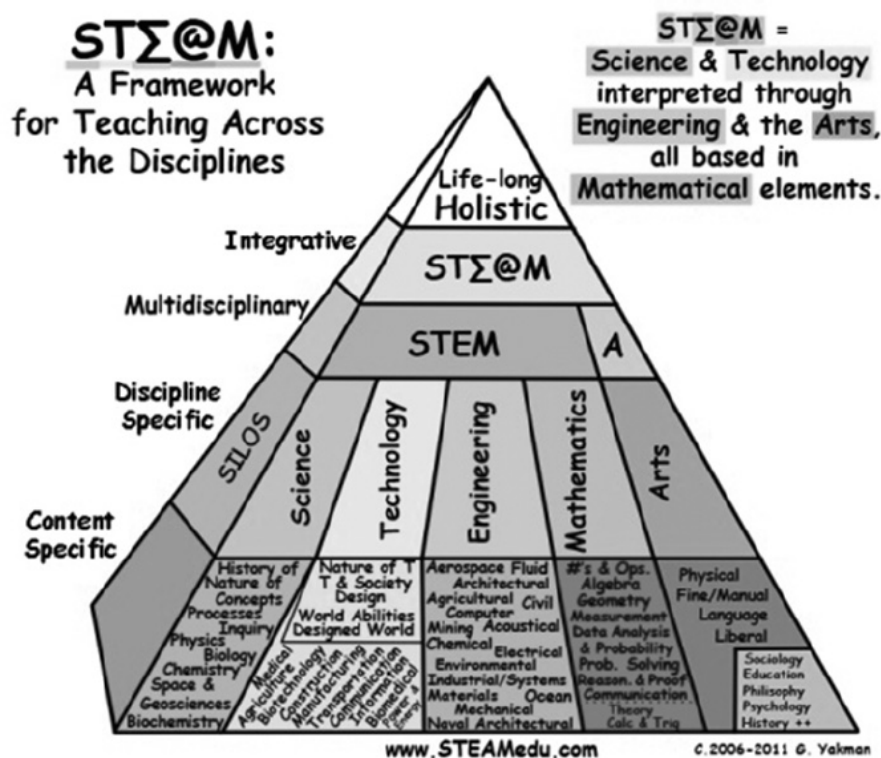 STΣ@M:
A Framework
for Teaching Across
the Disciplines
STΣ@M =
Science & Technology
interpreted through
Engineering & the Arts,
all based in
Mathematical elements.
Life-long
Holistic
Integrative
STΣ@M
Multidisciplinary
STEM
A
Discipline
Specific
SILOS
Science
Technology
Engineering
Mathematics
Arts
Content
Specific
History of
Nature of
Concepts
Processes
Inquiry
Physics
Biology
Chemistry
Space &
Geosciences
Biochemistry
Nature of T
T & Society
Design
World Abilities
Designed World
Medical
Agriculture
Biotechnology
Construction
Manufacturing
Transportation
Communication
Information
Biomedical
Power &
Energy
Aerospace Fluid
Architectural
Agricultural Civil
Computer
Mining Acoustical
Chemical
Electrical
Environmental
Industrial/Systems
Materials Ocean
Mechanical
Naval Architectural
#'s & Ops.
Algebra
Geometry
Measurement
Data Analysis
& Probability
Prob. Solving
Reason. & Proof
Communication
Theory
Calc & Trig
Physical
Fine/Manual
Language
Liberal
Sociology
Education
Philisophy
Psychology
History ++
www.STEAMedu.com
C.2006-2011 G. Yakman